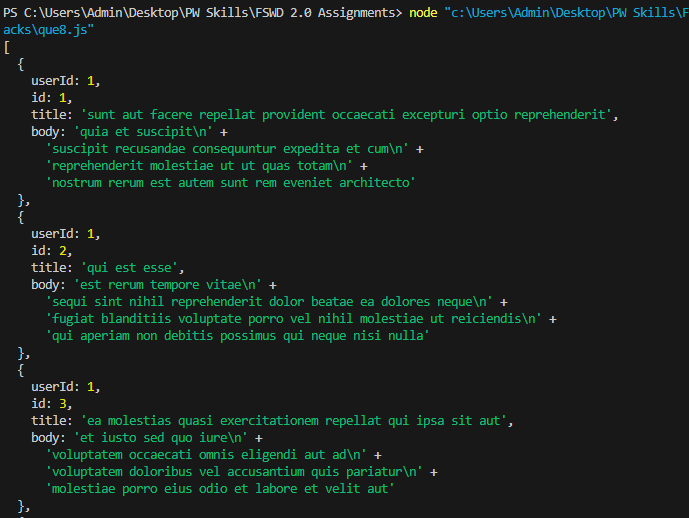 PS C:\Users\Admin\Desktop\PW Skills\FSWD 2.0 Assignments> node "c:\Users\Admin\Desktop\PW Skills\F
acks\que8.js"
[
  {
    userId: 1,
    id: 1,
    title: 'sunt aut facere repellat provident occaecati excepturi optio reprehenderit',
    body: 'quia et suscipit\n' +
      'suscipit recusandae consequuntur expedita et cum\n' +
      'reprehenderit molestiae ut ut quas totam\n' +
      'nostrum rerum est autem sunt rem eveniet architecto'
  },
  {
    userId: 1,
    id: 2,
    title: 'qui est esse',
    body: 'est rerum tempore vitae\n' +
      'sequi sint nihil reprehenderit dolor beatae ea dolores neque\n' +
      'fugiat blanditiis voluptate porro vel nihil molestiae ut reiciendis\n' +
      'qui aperiam non debitis possimus qui neque nisi nulla'
  },
  {
    userId: 1,
    id: 3,
    title: 'ea molestias quasi exercitationem repellat qui ipsa sit aut',
    body: 'et iusto sed quo iure\n' +
      'voluptatem occaecati omnis eligendi aut ad\n' +
      'voluptatem doloribus vel accusantium quis pariatur\n' +
      'molestiae porro eius odio et labore et velit aut'
  },